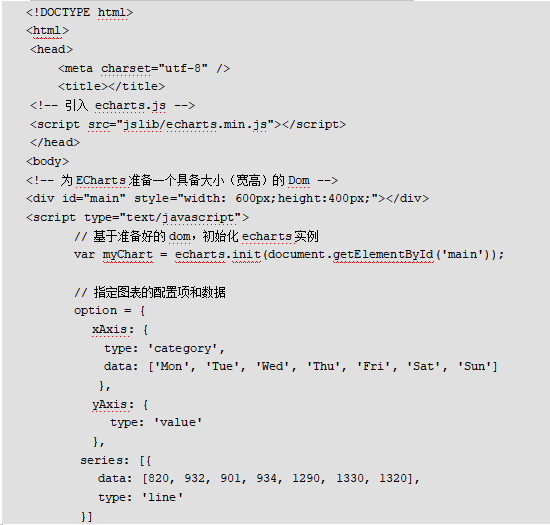 <!DOCTYPE html>
<html>
<head>
<meta charset="utf-8" />
<title></title>
<!-- 引入 echarts.js -->
<script src="jslib/echarts.min.js"></script>
</head>
<body>
<!-- 为 ECharts 准备一个具备大小（宽高）的 Dom -->
<div id="main" style="width: 600px;height:400px;"></div>
<script type="text/javascript">
// 基于准备好的 dom，初始化 echarts 实例
var myChart = echarts.init(document.getElementById('main'));
// 指定图表的配置项和数据
option = {
xAxis: {
type: 'category',
data: ['Mon', 'Tue', 'Wed', 'Thu', 'Fri', 'Sat', 'Sun']
},
yAxis: {
type: 'value'
},
series: [{
data: [820, 932, 901, 934, 1290, 1330, 1320],
type: 'line'
}]